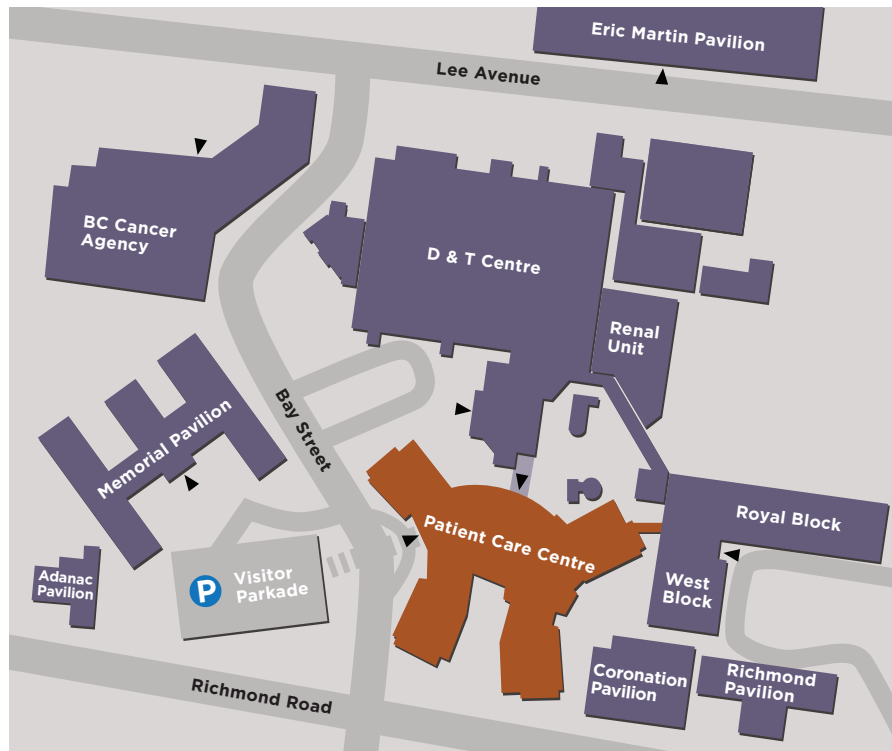 Eric Martin Pavilion
Lee Avenue
BC Cancer
Agency
D & T Centre
Renal
Unit
Bay Street
Memorial Pavilion
Royal Block
Patient Care Centre
West
Block
Adanac
Pavilion
P
Visitor
Parkade
Coronation
Pavilion
Richmond
Pavilion
Richmond Road